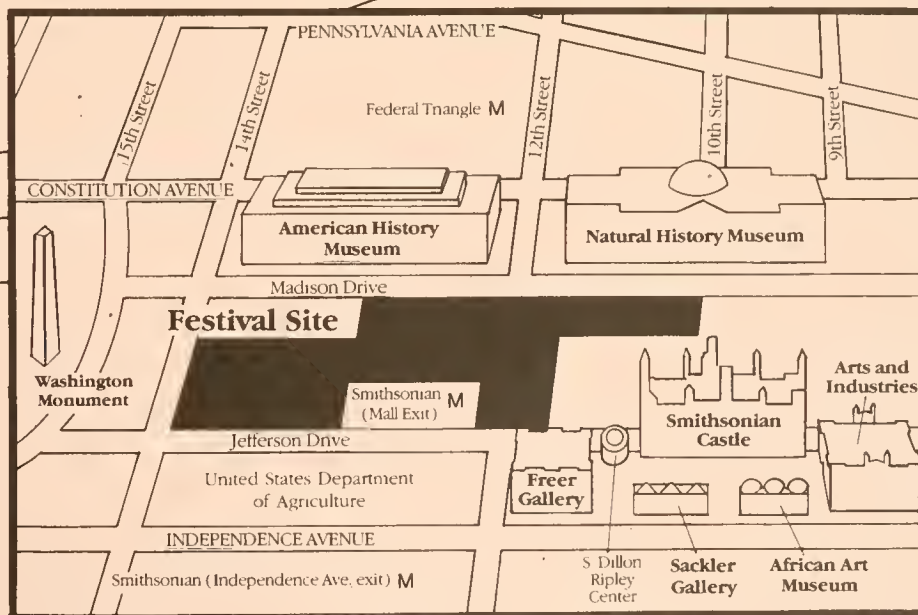 PENNSYLVANIA AVENUE
15th Street
14th Street
Federal Triangle M
12th Street
10th Street
9th Street
CONSTITUTION AVENUE
American History
Museum
Natural History Museum
Madison Drive
Festival Site
Washington
Monument
Smithsonian
(Mall Exit) M
Arts and
Industries
Smithsonian
Castle
Jefferson Drive
United States Department
of Agriculture
Freer
Gallery
INDEPENDENCE AVENUE
Smithsonian (Independence Ave. exit) M
S Dillon
Ripley
Center
Sackler
Gallery
African Art
Museum